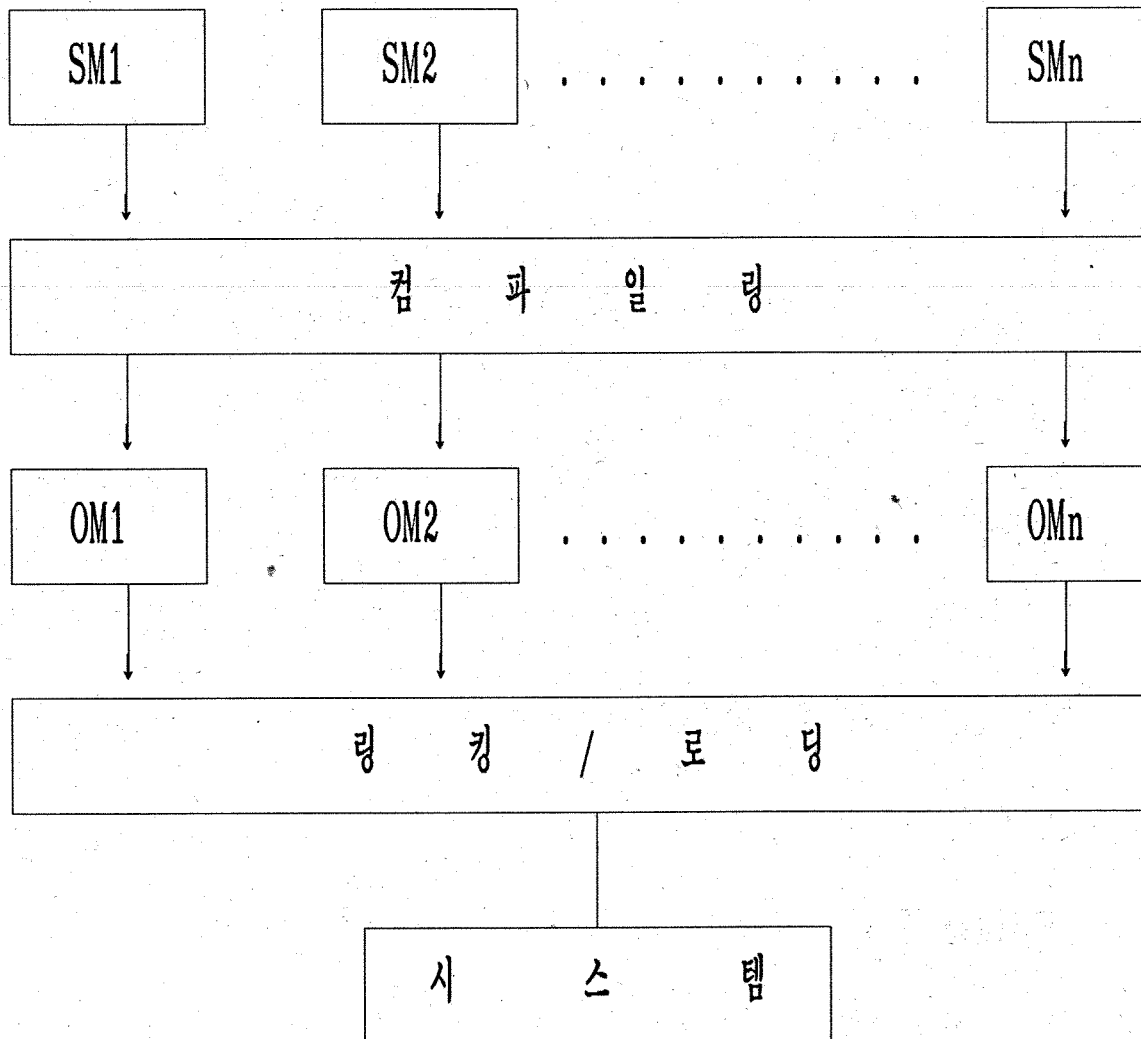 SM1 SM2 . . . . . . . . . . SMn
컴 파 일 링
OM1 OM2 . . . . . . . . . . OMn
링 킹 / 로 딩
시 스 템